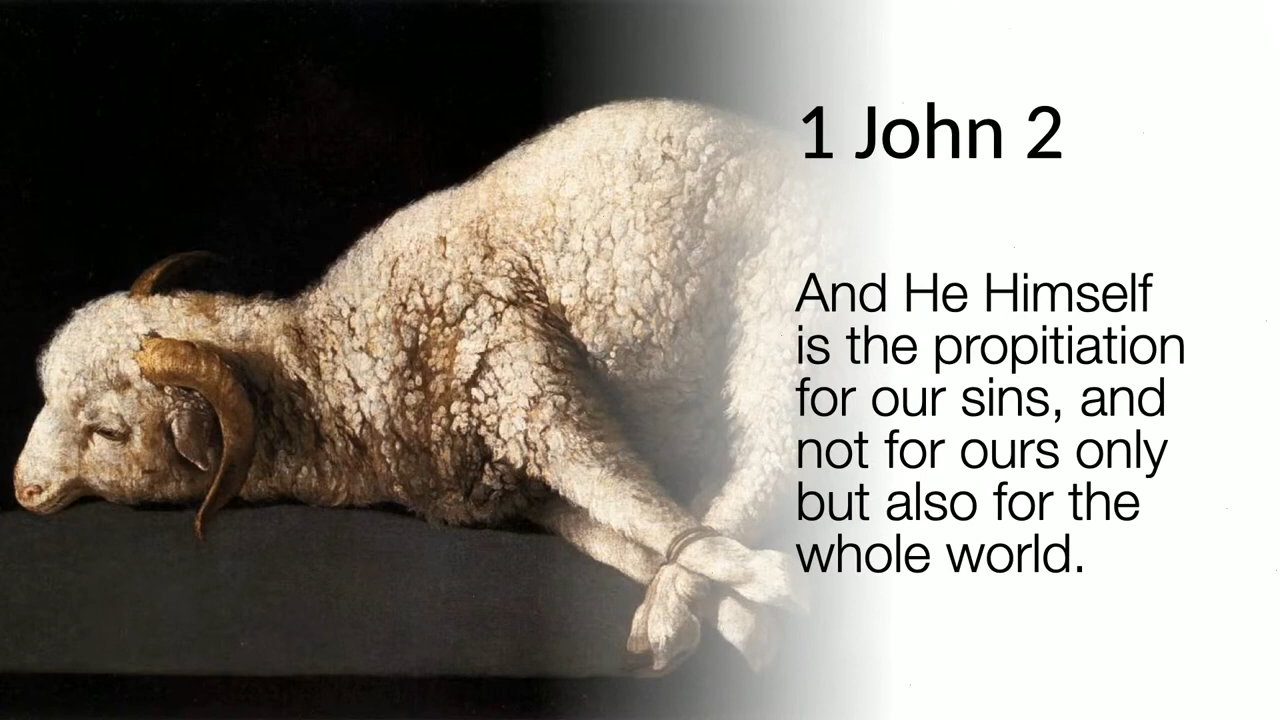 1 John 2
And He Himself
is the propitiation
for our sins, and
not for ours only
but also for the
whole world.